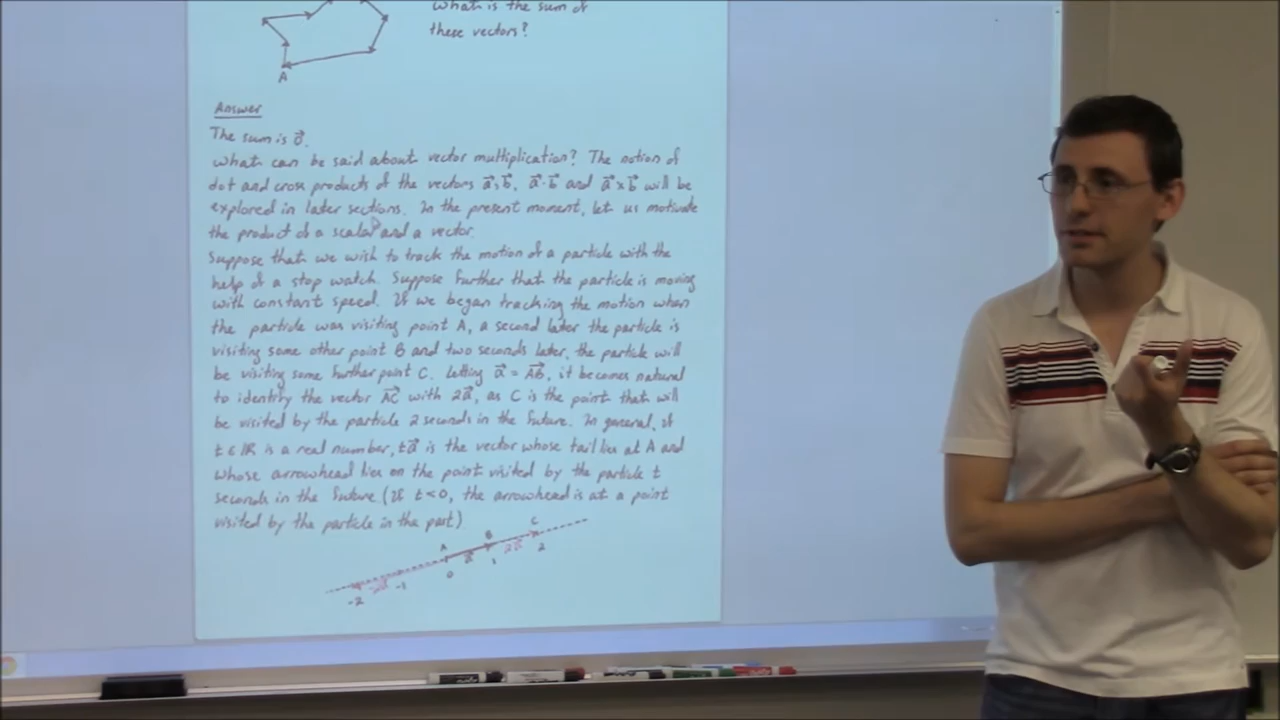 What is the sum of
these vectors?
A
Answer
The sum is 0⃗.
What can be said about vector multiplication? The notion of
dot and cross products of the vectors a⃗, b⃗, a⃗·b⃗ and a⃗×b⃗ will be
explored in later sections. In the present moment, let us motivate
the product of a scalar and a vector.
Suppose that we wish to track the motion of a particle with the
help of a stop watch. Suppose further that the particle is moving
with constant speed. If we began tracking the motion when
the particle was visiting point A, a second later the particle is
visiting some other point B and two seconds later, the particle will
be visiting some further point C. Letting a⃗ = AB⃗, it becomes natural
to identify the vector AC⃗ with 2a⃗, as C is the point that will
be visited by the particle 2 seconds in the future. In general, if
t ∈ ℝ is a real number, ta⃗ is the vector whose tail lies at A and
whose arrowhead lies on the point visited by the particle t
seconds in the future (if t<0, the arrowhead is at a point
visited by the particle in the past)
A B C
a⃗ 2a⃗
-2 -1 0 1 2